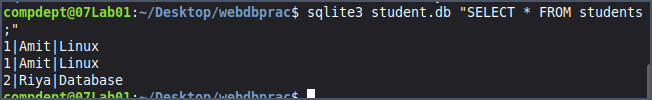 compdept@07Lab01:~/Desktop/webdbprac$ sqlite3 student.db "SELECT * FROM students
;"
1|Amit|Linux
1|Amit|Linux
2|Riya|Database
compdept@07Lab01:~/Desktop/webdbprac$